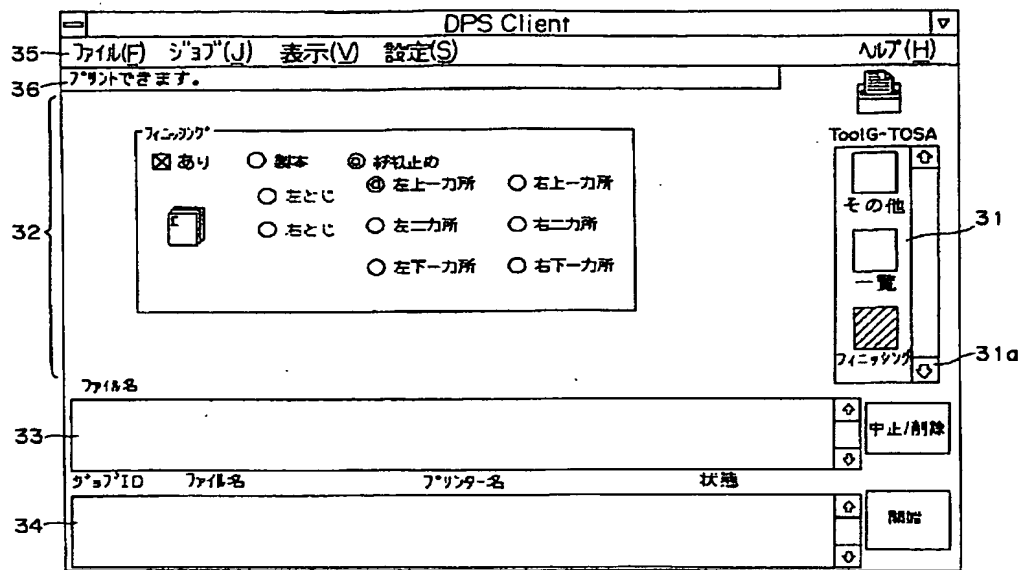 DPS Client
35 ファイル(F) ジョブ(J) 表示(V) 設定(S) ヘルプ(H)
36 プリントできます。
ToolG-TOSA
フィニッシング
あり 製本 針止め
左とじ 左上一カ所 右上一カ所
右とじ 左二カ所 右二カ所
左下一カ所 右下一カ所
32
その他
31
一覧
フィニッシング
31a
ファイル名
33
中止/削除
ジョブID ファイル名 プリンター名 状態
34
開始